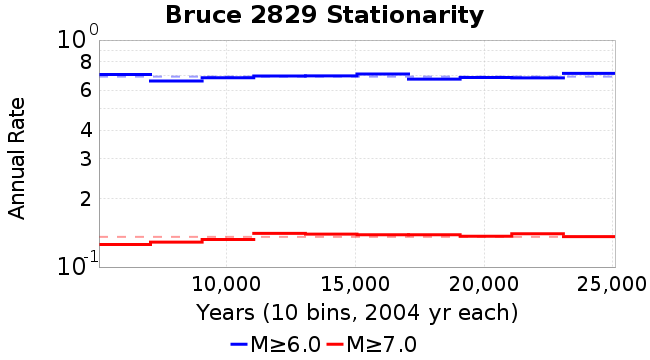 Bruce 2829 Stationarity
10^0
8
6
4
3
2
10^-1
Annual Rate
10,000 15,000 20,000 25,000
Years (10 bins, 2004 yr each)
M≥6.0 M≥7.0